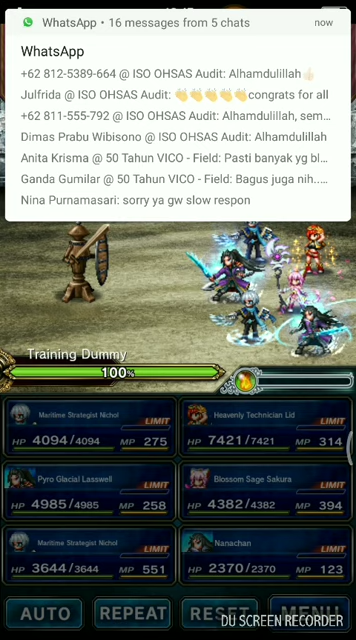 WhatsApp • 16 messages from 5 chats now
WhatsApp
+62 812-5389-664 @ ISO OHSAS Audit: Alhamdulillah👍🏻
Julfrida @ ISO OHSAS Audit: 👏👏👏👏👏congrats for all
+62 811-555-792 @ ISO OHSAS Audit: Alhamdulillah, sem...
Dimas Prabu Wibisono @ ISO OHSAS Audit: Alhamdulillah
Anita Krisma @ 50 Tahun VICO - Field: Pasti banyak yg bl...
Ganda Gumilar @ 50 Tahun VICO - Field: Bagus juga nih.....
Nina Purnamasari: sorry ya gw slow respon
Training Dummy
100%
Maritime Strategist Nichol
LIMIT
HP 4094/4094 MP 275
Heavenly Technician Lid
LIMIT
HP 7421/7421 MP 314
Pyro Glacial Lasswell
LIMIT
HP 4985/4985 MP 258
Blossom Sage Sakura
LIMIT
HP 4382/4382 MP 394
Maritime Strategist Nichol
LIMIT
HP 3644/3644 MP 551
Nanachan
LIMIT
HP 2370/2370 MP 123
AUTO REPEAT RESET MENU
DU SCREEN RECORDER